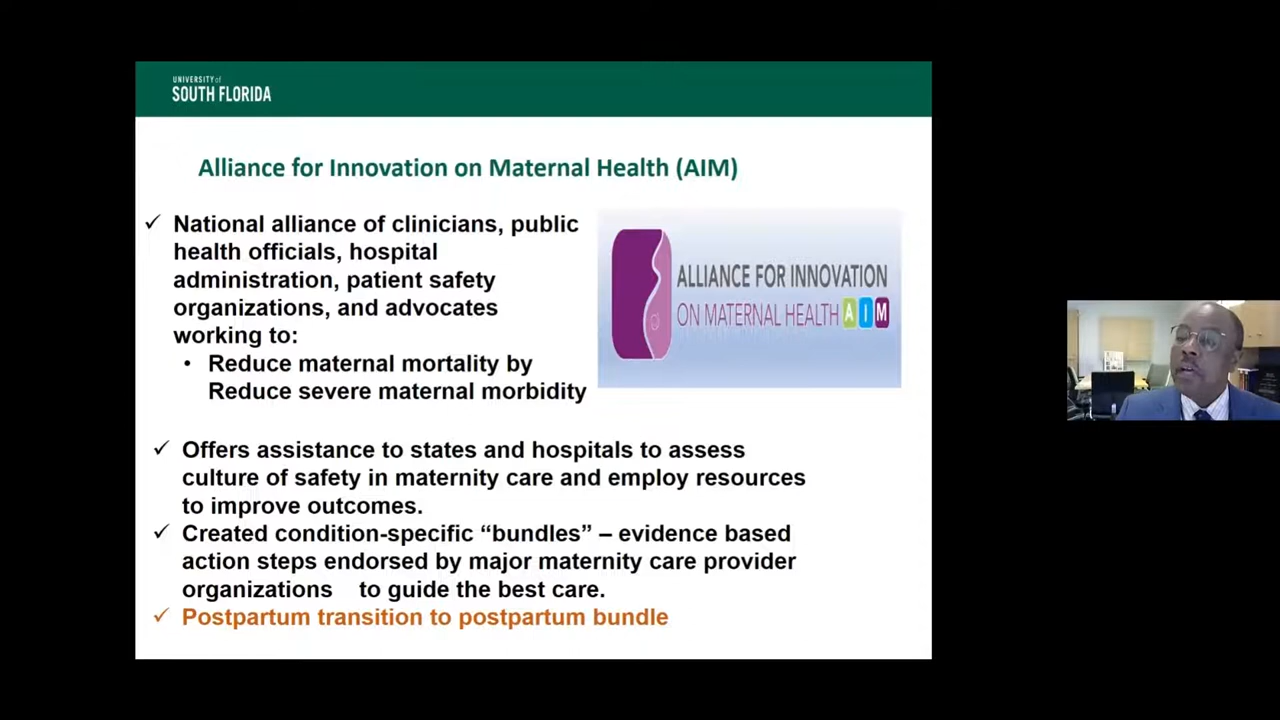 UNIVERSITY of
SOUTH FLORIDA
Alliance for Innovation on Maternal Health (AIM)
✓ National alliance of clinicians, public
health officials, hospital
administration, patient safety
organizations, and advocates
working to:
• Reduce maternal mortality by
Reduce severe maternal morbidity
ALLIANCE FOR INNOVATION
ON MATERNAL HEALTH AIM
✓ Offers assistance to states and hospitals to assess
culture of safety in maternity care and employ resources
to improve outcomes.
✓ Created condition-specific “bundles” – evidence based
action steps endorsed by major maternity care provider
organizations to guide the best care.
✓ Postpartum transition to postpartum bundle